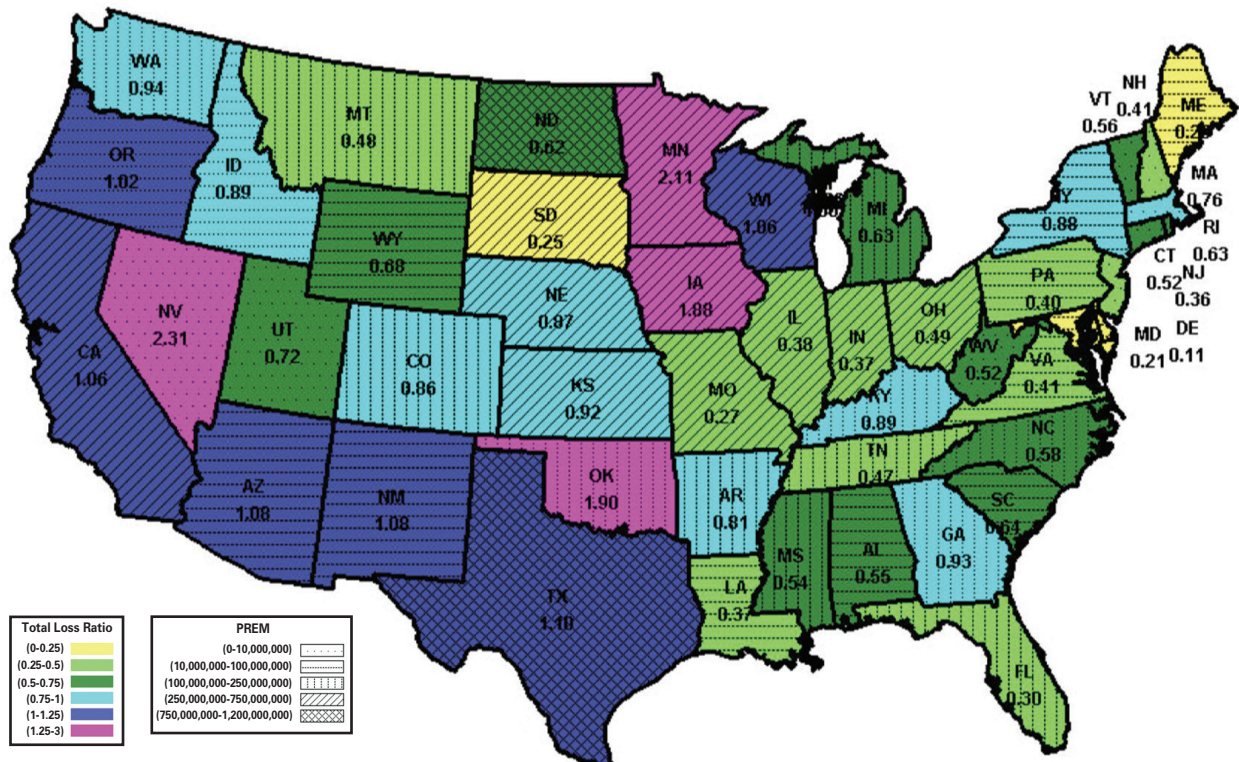 WA
0.94
MT
0.48
ND
0.62
MN
2.11
OR
1.02
ID
0.89
WY
0.68
SD
0.25
WI
1.06
MI
0.63
NH
0.41
VT
0.56
ME
MA
0.76
NY
0.88
RI
0.63
CT
0.52
NJ
0.36
NV
2.31
UT
0.72
CA
1.06
CO
0.86
NE
0.87
IA
1.88
IL
0.38
IN
0.37
OH
0.49
PA
0.40
MD
0.21
DE
0.11
WV
0.52
VA
0.41
KS
0.92
MO
0.27
KY
0.89
TN
0.47
NC
0.58
SC
0.64
AZ
1.08
NM
1.08
OK
1.90
AR
0.81
MS
0.54
AL
0.55
GA
0.93
TX
LA
0.37
FL
0.30
Total Loss Ratio
(0-0.25)
(0.25-0.5)
(0.5-0.75)
(0.75-1)
(1-1.25)
(1.25-3)
PREM
(0-10,000,000)
(10,000,000-100,000,000)
(100,000,000-250,000,000)
(250,000,000-750,000,000)
(750,000,000-1,200,000,000)